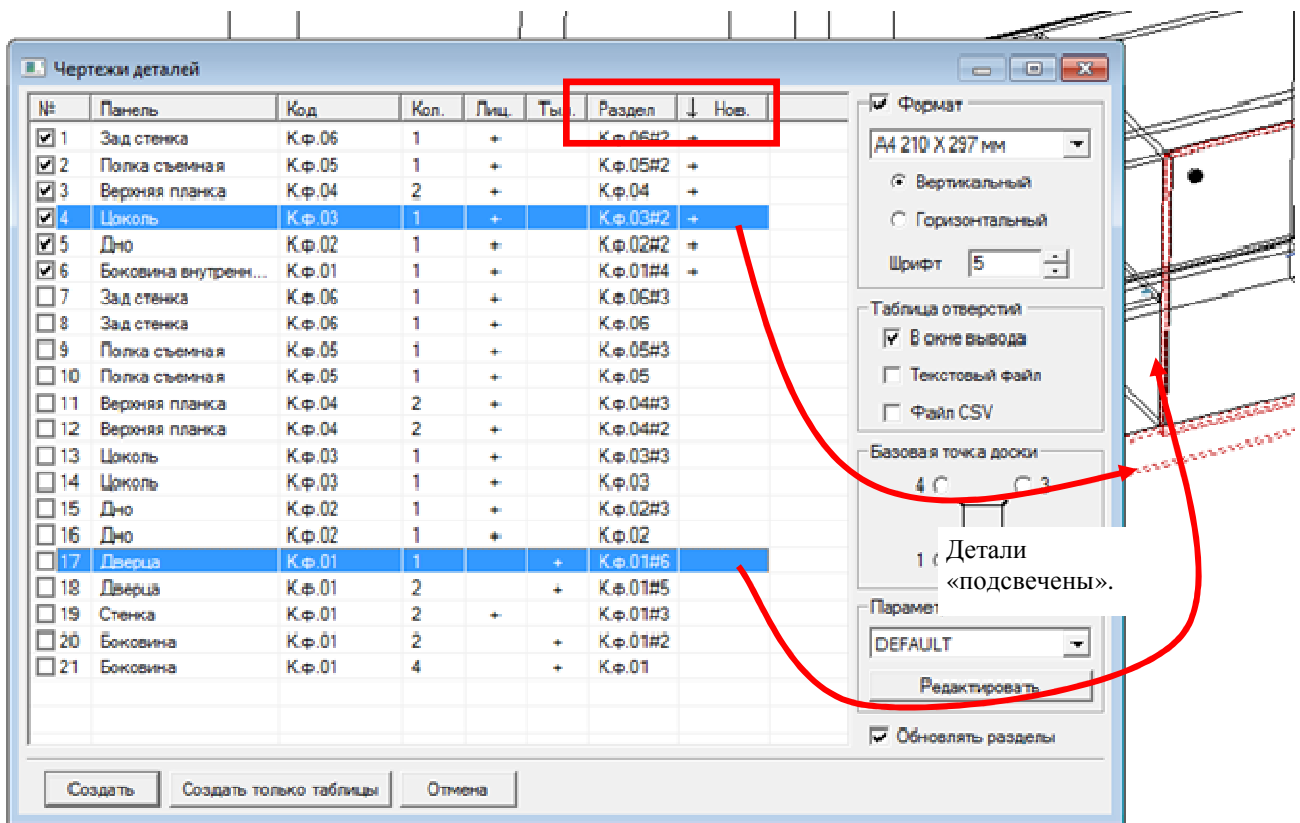 Чертежи деталей
№ Панель Код Кол. Лиц. Тыл. Раздел ↓ Нов.
1 Зад стенка К.ф.06 1 + К.ф.06#2 +
2 Полка съемная К.ф.05 1 + К.ф.05#2 +
3 Верхняя планка К.ф.04 2 + К.ф.04 +
4 Цоколь К.ф.03 1 + К.ф.03#2 +
5 Дно К.ф.02 1 + К.ф.02#2 +
6 Боковина внутренн... К.ф.01 1 + К.ф.01#4 +
7 Зад стенка К.ф.06 1 + К.ф.06#3
8 Зад стенка К.ф.06 1 + К.ф.06
9 Полка съемная К.ф.05 1 + К.ф.05#3
10 Полка съемная К.ф.05 1 + К.ф.05
11 Верхняя планка К.ф.04 2 + К.ф.04#3
12 Верхняя планка К.ф.04 2 + К.ф.04#2
13 Цоколь К.ф.03 1 + К.ф.03#3
14 Цоколь К.ф.03 1 + К.ф.03
15 Дно К.ф.02 1 + К.ф.02#3
16 Дно К.ф.02 1 + К.ф.02
17 Дверца К.ф.01 1 + К.ф.01#6
18 Дверца К.ф.01 2 + К.ф.01#5
19 Стенка К.ф.01 2 + К.ф.01#3
20 Боковина К.ф.01 2 + К.ф.01#2
21 Боковина К.ф.01 4 + К.ф.01
Формат
А4 210 X 297 мм
Вертикальный
Горизонтальный
Шрифт 5
Таблица отверстий
В окне вывода
Текстовый файл
Файл CSV
Базовая точка доски
4 3
1
Детали
«подсвечены».
Парамет
DEFAULT
Редактировать
Обновлять разделы
Создать Создать только таблицы Отмена